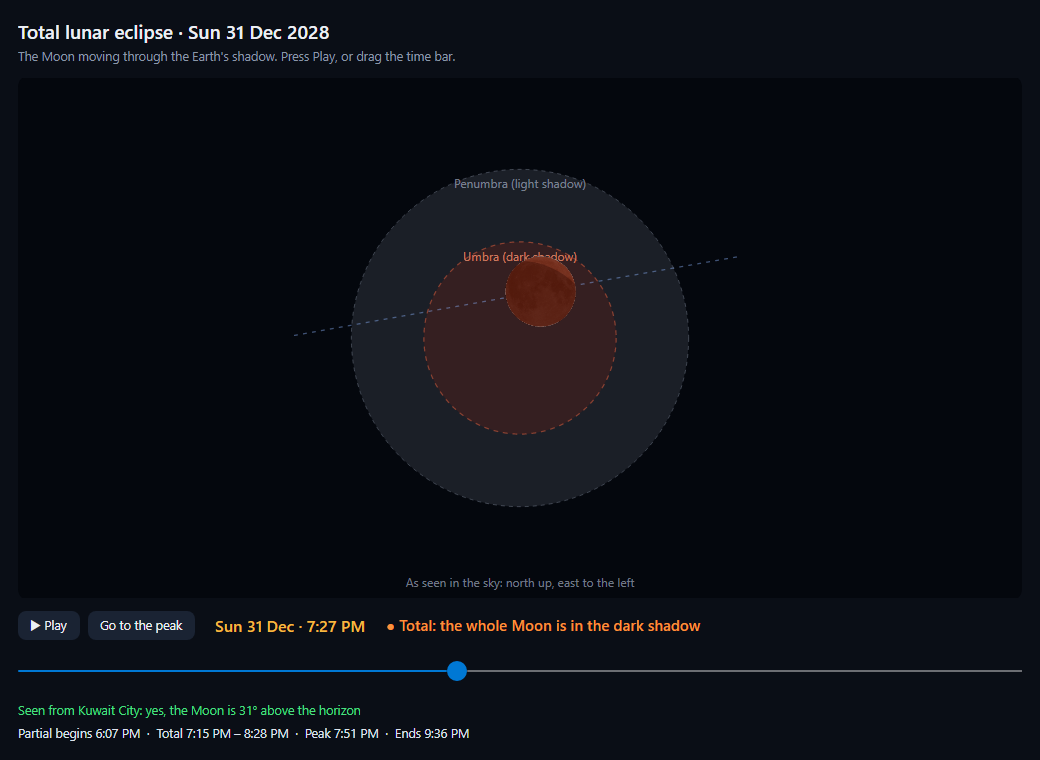 Total lunar eclipse · Sun 31 Dec 2028
The Moon moving through the Earth's shadow. Press Play, or drag the time bar.
Penumbra (light shadow)
Umbra (dark shadow)
As seen in the sky: north up, east to the left
▶ Play
Go to the peak
Sun 31 Dec · 7:27 PM
● Total: the whole Moon is in the dark shadow
Seen from Kuwait City: yes, the Moon is 31° above the horizon
Partial begins 6:07 PM · Total 7:15 PM – 8:28 PM · Peak 7:51 PM · Ends 9:36 PM